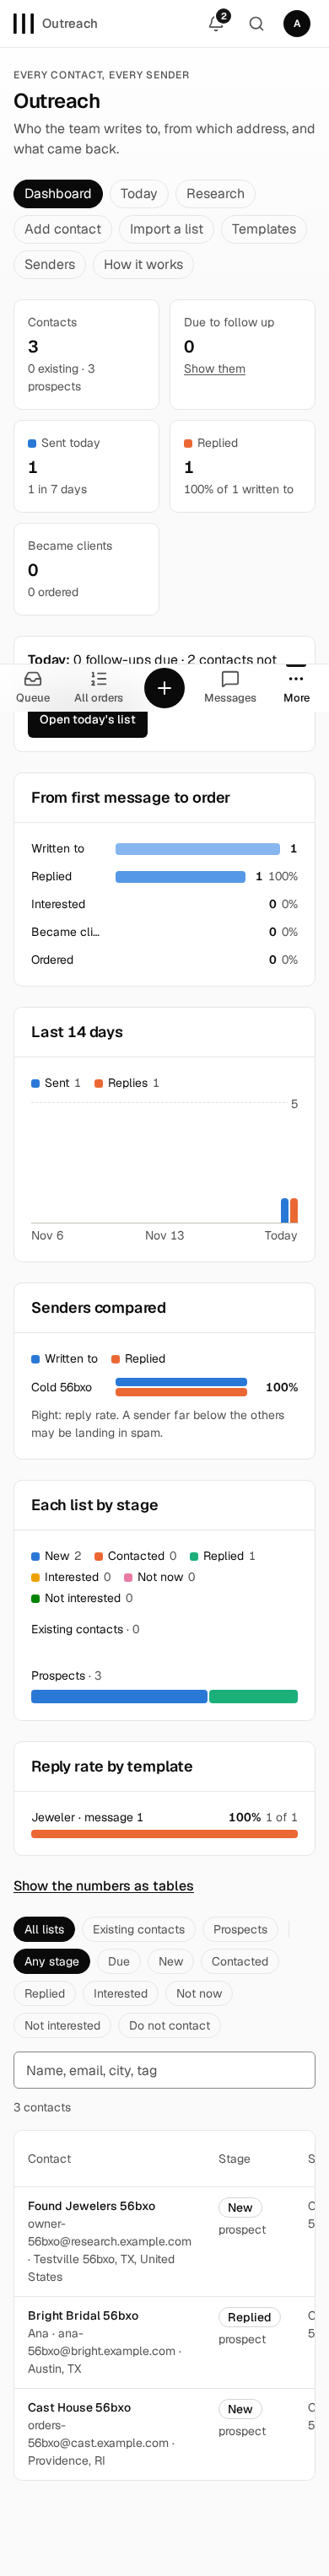 Outreach
2
A
EVERY CONTACT, EVERY SENDER
Outreach
Who the team writes to, from which address, and
what came back.
Dashboard
Today
Research
Add contact
Import a list
Templates
Senders
How it works
Contacts
3
0 existing · 3
prospects
Due to follow up
0
Show them
Sent today
1
1 in 7 days
Replied
1
100% of 1 written to
Became clients
0
0 ordered
Today: 0 follow-ups due · 2 contacts not
Queue
All orders
Messages
More
Open today's list
From first message to order
Written to 1
Replied 1 100%
Interested 0 0%
Became cli... 0 0%
Ordered 0 0%
Last 14 days
Sent 1 Replies 1
5
Nov 6 Nov 13 Today
Senders compared
Written to Replied
Cold 56bxo 100%
Right: reply rate. A sender far below the others
may be landing in spam.
Each list by stage
New 2 Contacted 0 Replied 1
Interested 0 Not now 0
Not interested 0
Existing contacts · 0
Prospects · 3
Reply rate by template
Jeweler · message 1 100% 1 of 1
Show the numbers as tables
All lists
Existing contacts
Prospects
Any stage
Due
New
Contacted
Replied
Interested
Not now
Not interested
Do not contact
Name, email, city, tag
3 contacts
Contact Stage S
Found Jewelers 56bxo
owner-
56bxo@research.example.com
· Testville 56bxo, TX, United
States
New
prospect
Bright Bridal 56bxo
Ana · ana-
56bxo@bright.example.com ·
Austin, TX
Replied
prospect
Cast House 56bxo
orders-
56bxo@cast.example.com ·
Providence, RI
New
prospect